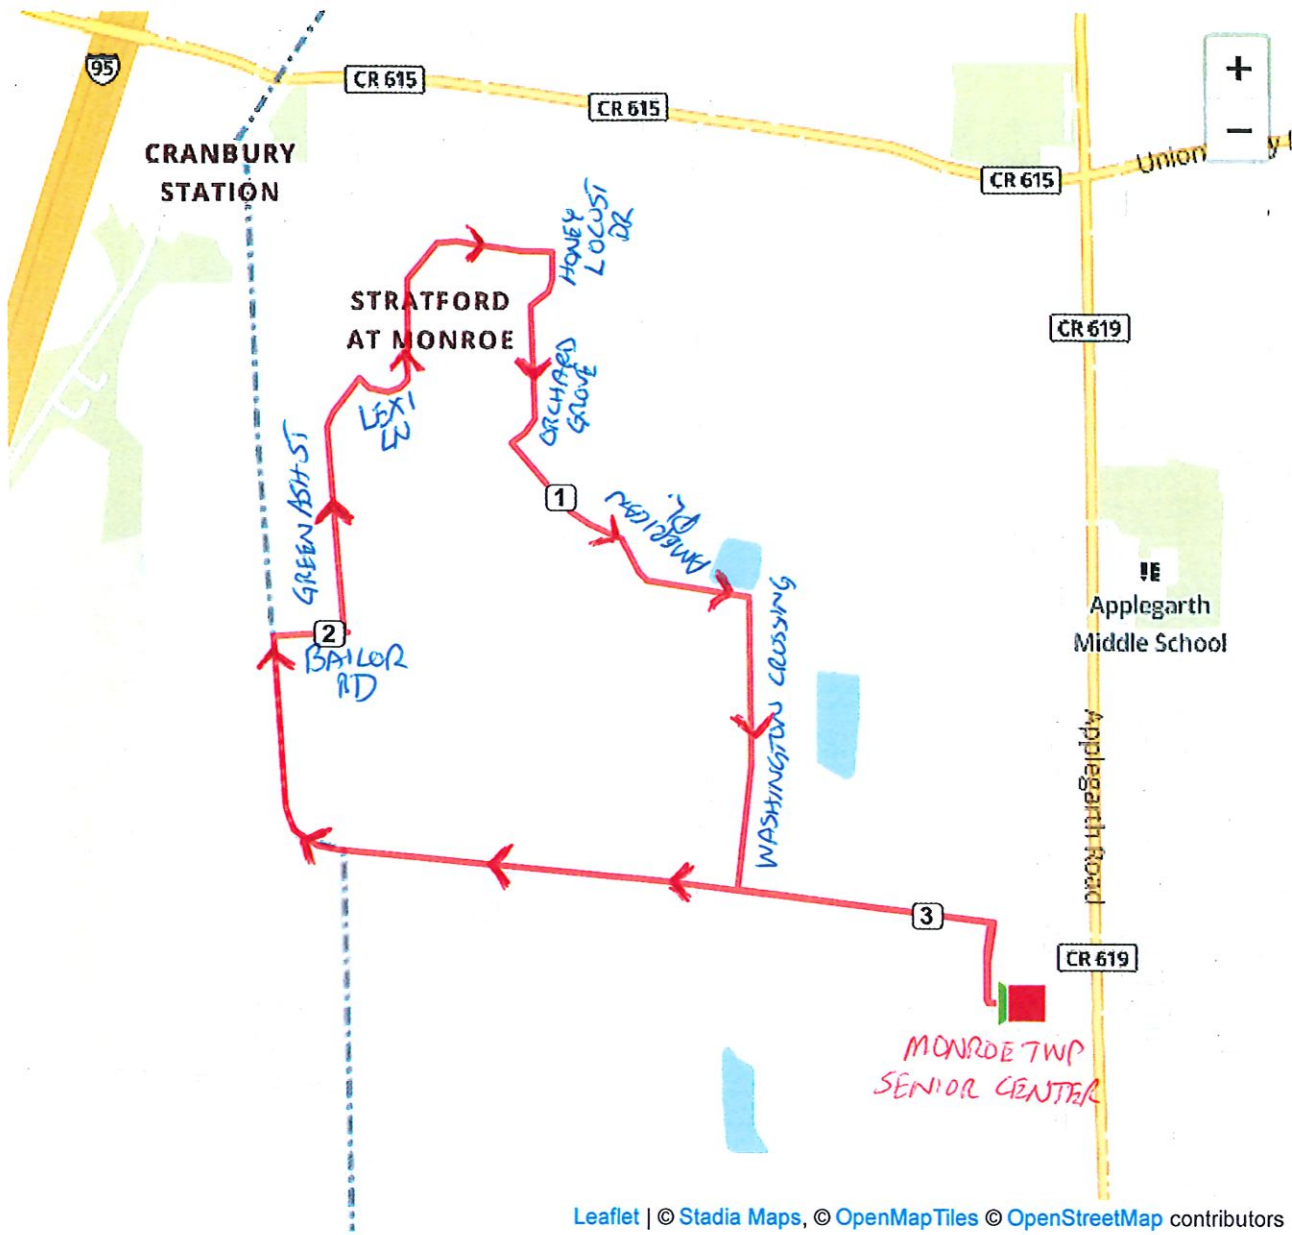 95
CR 615
CR 615
CR 615
Union
+
−
CRANBURY
STATION
HONEY
LOCUST
DR
STRATFORD
AT MONROE
CR 619
ORCHARD
GROVE
LEXI
GREEN ASH ST
1
AMERICAN
PL.
Applegarth
Middle School
2
BAILOR
RD
WASHINGTON CROSSING
Applegarth Road
3
CR 619
MONROE TWP
SENIOR CENTER
Leaflet | © Stadia Maps, © OpenMapTiles © OpenStreetMap contributors